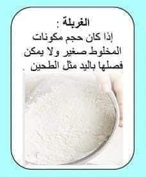 الغربلة :
إذا كان حجم مكونات
المخلوط صغير ولا يمكن
فصلها باليد مثل الطحين .